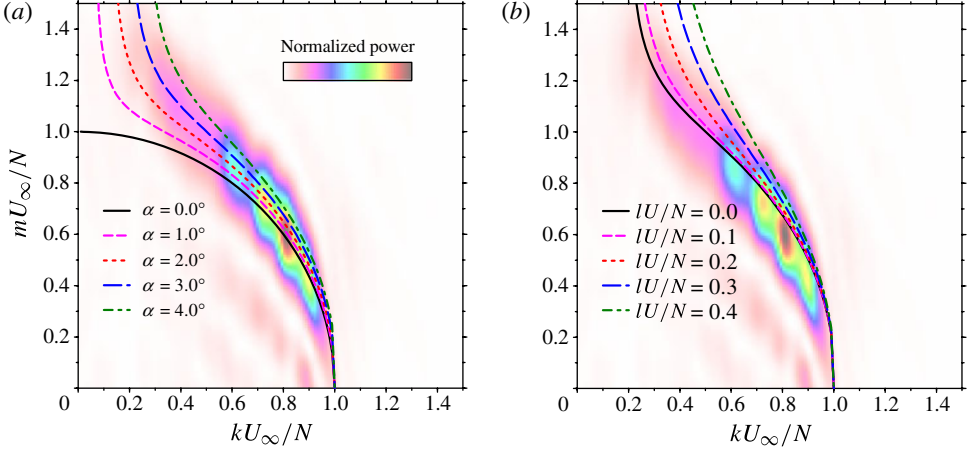 (a)
1.4
1.2
1.0
0.8
0.6
0.4
0.2
0
0.2
0.4
0.6
0.8
1.0
1.2
1.4
mU∞/N
kU∞/N
Normalized power
α = 0.0°
α = 1.0°
α = 2.0°
α = 3.0°
α = 4.0°
(b)
1.4
1.2
1.0
0.8
0.6
0.4
0.2
0
0.2
0.4
0.6
0.8
1.0
1.2
1.4
kU∞/N
lU/N = 0.0
lU/N = 0.1
lU/N = 0.2
lU/N = 0.3
lU/N = 0.4